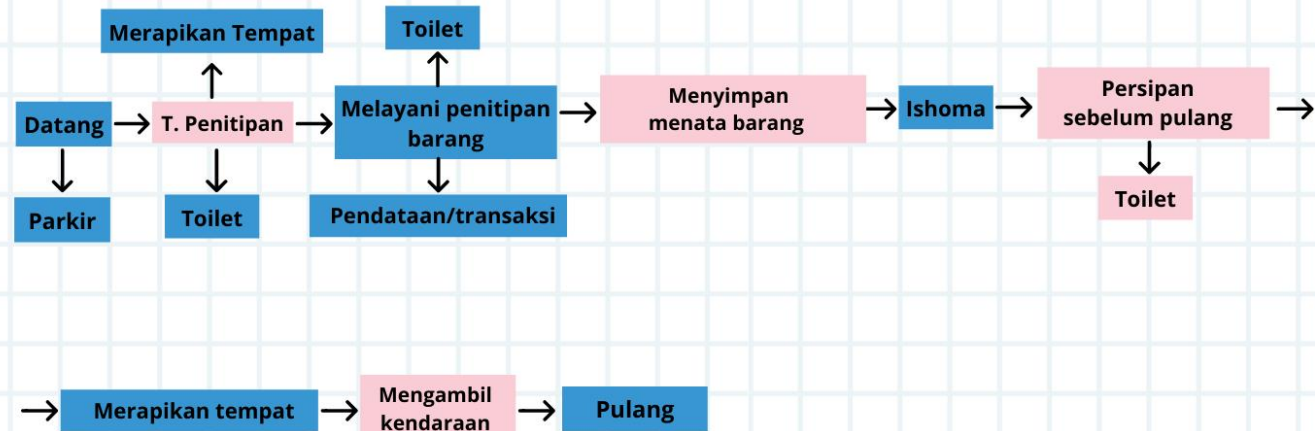 Merapikan Tempat
Toilet
Datang
T. Penitipan
Melayani penitipan
barang
Menyimpan
menata barang
Ishoma
Persipan
sebelum pulang
Parkir
Toilet
Pendataan/transaksi
Toilet
Merapikan tempat
Mengambil
kendaraan
Pulang